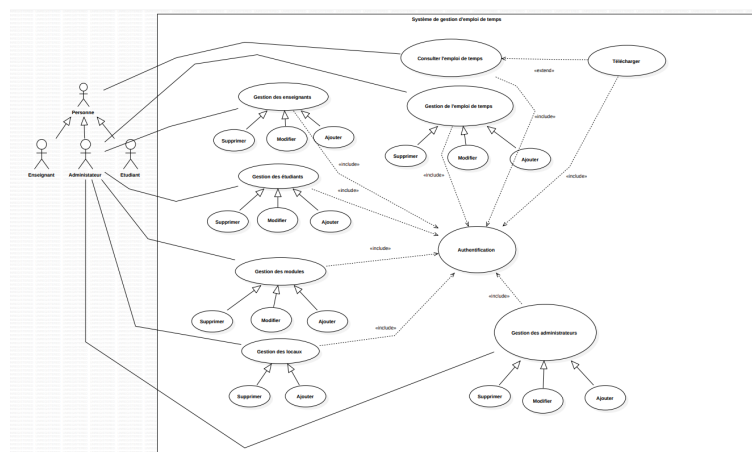 Système de gestion d'emploi de temps
Consulter l'emploi de temps
Télécharger
«extend»
Personne
Gestion des enseignants
Gestion de l'emploi de temps
Supprimer
Modifier
Ajouter
«include»
Supprimer
Modifier
Ajouter
Enseignant
Administateur
Etudiant
«include»
«include»
«include»
«include»
Gestion des étudiants
Supprimer
Modifier
Ajouter
Authentification
«include»
Gestion des modules
«include»
Supprimer
Modifier
Ajouter
«include»
Gestion des administrateurs
Gestion des locaux
Supprimer
Ajouter
Supprimer
Modifier
Ajouter